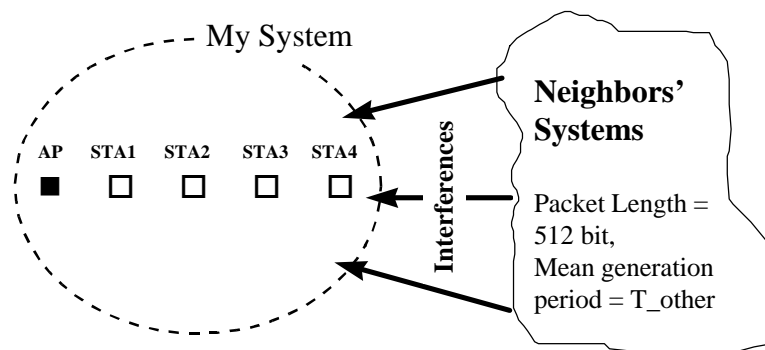 My System
AP STA1 STA2 STA3 STA4
Interferences
Neighbors'
Systems
Packet Length =
512 bit,
Mean generation
period = T_other